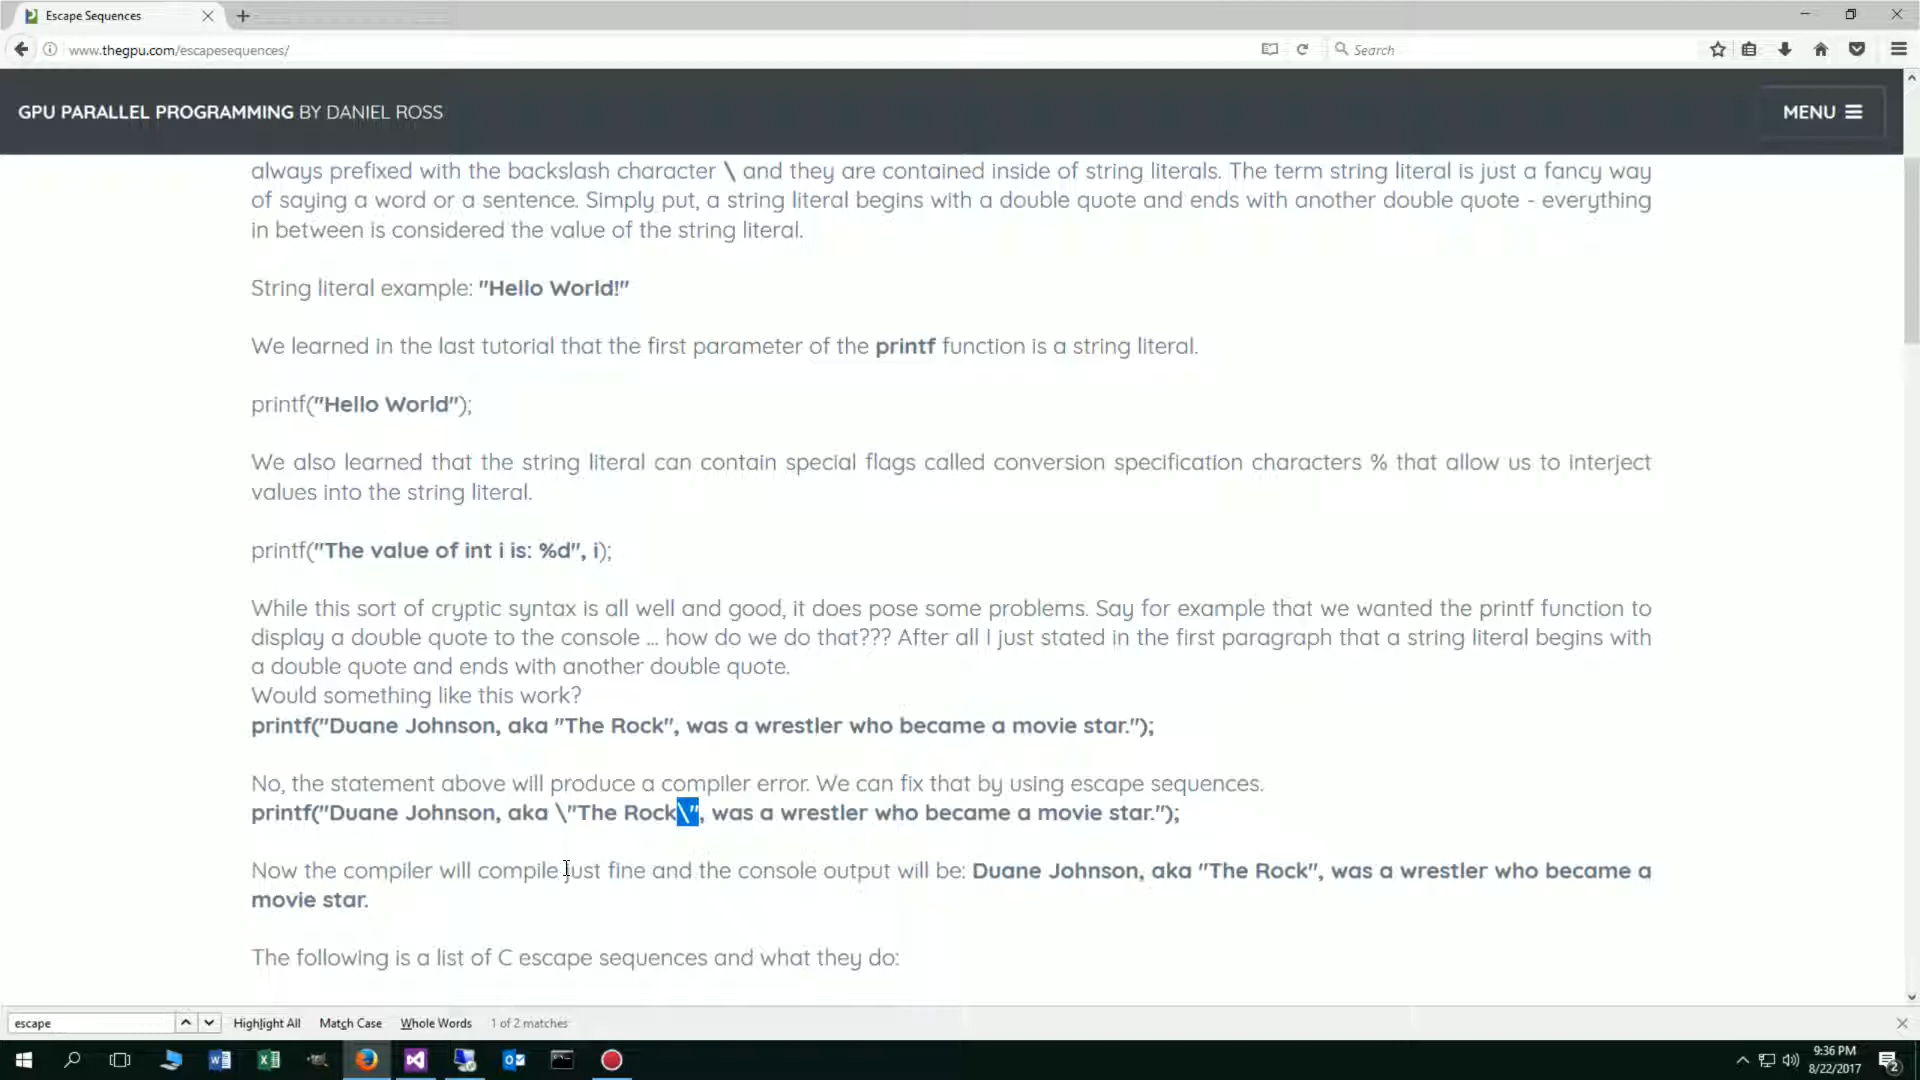 Escape Sequences
www.thegpu.com/escapesequences/
Search
GPU PARALLEL PROGRAMMING BY DANIEL ROSS
MENU
always prefixed with the backslash character \ and they are contained inside of string literals. The term string literal is just a fancy way
of saying a word or a sentence. Simply put, a string literal begins with a double quote and ends with another double quote - everything
in between is considered the value of the string literal.
String literal example: "Hello World!"
We learned in the last tutorial that the first parameter of the printf function is a string literal.
printf("Hello World");
We also learned that the string literal can contain special flags called conversion specification characters % that allow us to interject
values into the string literal.
printf("The value of int i is: %d", i);
While this sort of cryptic syntax is all well and good, it does pose some problems. Say for example that we wanted the printf function to
display a double quote to the console ... how do we do that??? After all I just stated in the first paragraph that a string literal begins with
a double quote and ends with another double quote.
Would something like this work?
printf("Duane Johnson, aka "The Rock", was a wrestler who became a movie star.");
No, the statement above will produce a compiler error. We can fix that by using escape sequences.
printf("Duane Johnson, aka \"The Rock\", was a wrestler who became a movie star.");
Now the compiler will compile just fine and the console output will be: Duane Johnson, aka "The Rock", was a wrestler who became a
movie star.
The following is a list of C escape sequences and what they do:
escape
Highlight All
Match Case
Whole Words
1 of 2 matches
9:36 PM
8/22/2017
2